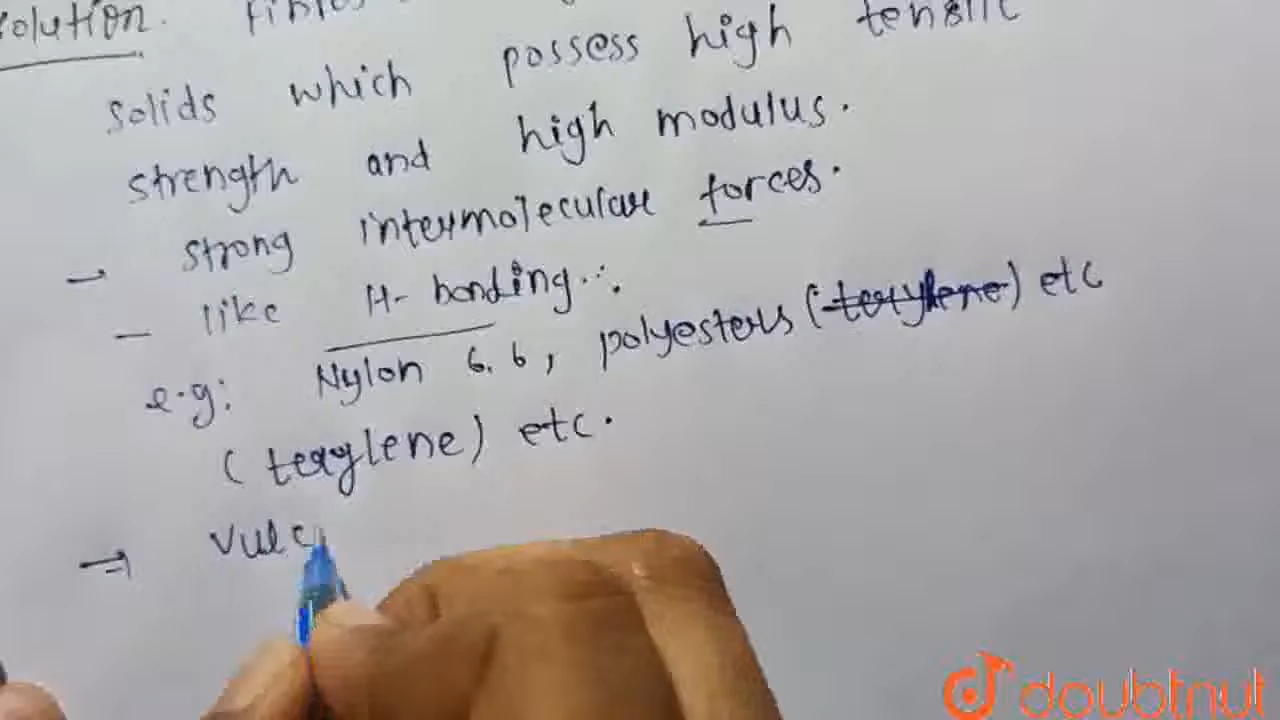 solution.
solids which possess high tensile
strength and high modulus.
→ strong intermolecular forces.
– like H- bonding ∴
e.g: Nylon 6.6, polyesters (terylene) etc
(terylene) etc.
⇒ vulc
doubtnut